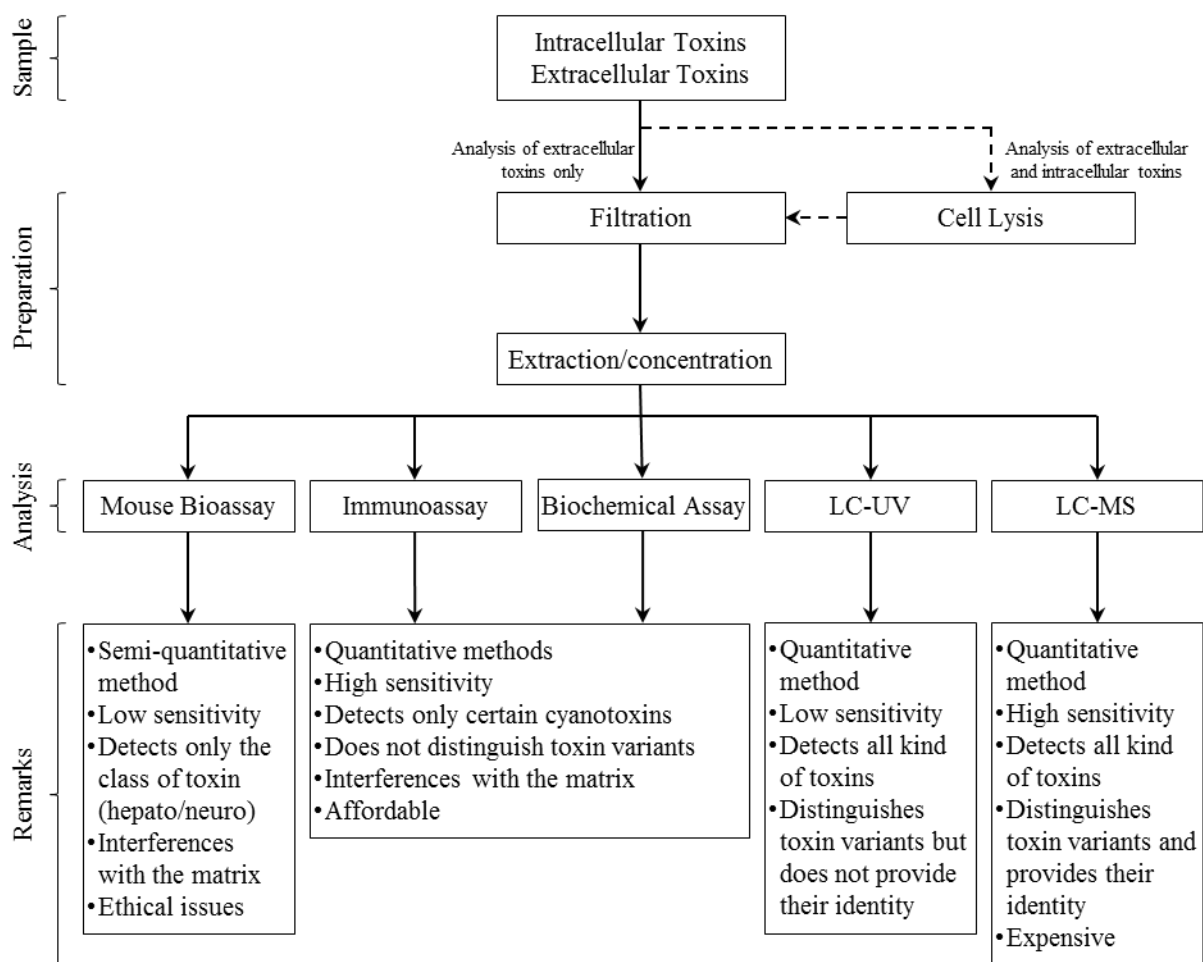 Sample
Intracellular Toxins
Extracellular Toxins
Analysis of extracellular
toxins only
Analysis of extracellular
and intracellular toxins
Preparation
Filtration
Cell Lysis
Extraction/concentration
Analysis
Mouse Bioassay
Immunoassay
Biochemical Assay
LC-UV
LC-MS
Remarks
•Semi-quantitative
method
•Low sensitivity
•Detects only the
class of toxin
(hepato/neuro)
•Interferences
with the matrix
•Ethical issues
•Quantitative methods
•High sensitivity
•Detects only certain cyanotoxins
•Does not distinguish toxin variants
•Interferences with the matrix
•Affordable
•Quantitative
method
•Low sensitivity
•Detects all kind
of toxins
•Distinguishes
toxin variants but
does not provide
their identity
•Quantitative
method
•High sensitivity
•Detects all kind
of toxins
•Distinguishes
toxin variants and
provides their
identity
•Expensive